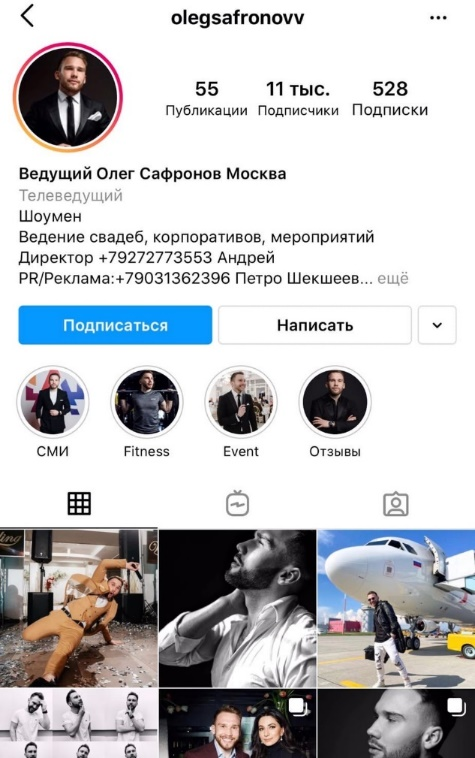 olegsafronovv
55 11 тыс. 528
Публикации Подписчики Подписки
Ведущий Олег Сафронов Москва
Телеведущий
Шоумен
Ведение свадеб, корпоративов, мероприятий
Директор +79272773553 Андрей
PR/Реклама:+79031362396 Петро Шекшеев... ещё
Подписаться Написать
СМИ Fitness Event Отзывы